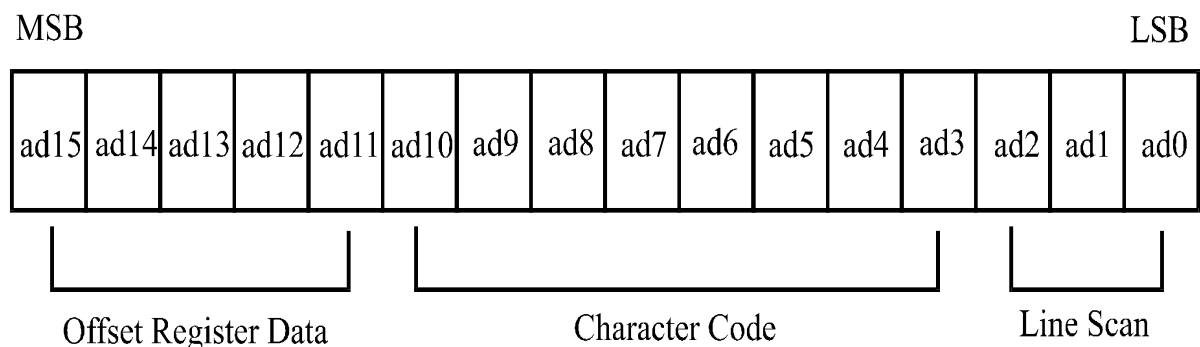 MSB LSB
ad15 ad14 ad13 ad12 ad11 ad10 ad9 ad8 ad7 ad6 ad5 ad4 ad3 ad2 ad1 ad0
Offset Register Data Character Code Line Scan